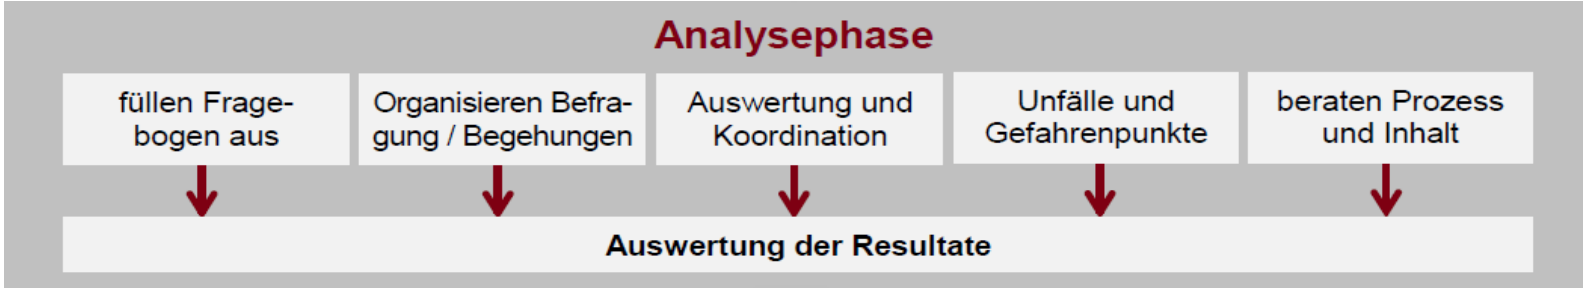 Analysephase
füllen Frage-
bogen aus
Organisieren Befra-
gung / Begehungen
Auswertung und
Koordination
Unfälle und
Gefahrenpunkte
beraten Prozess
und Inhalt
Auswertung der Resultate